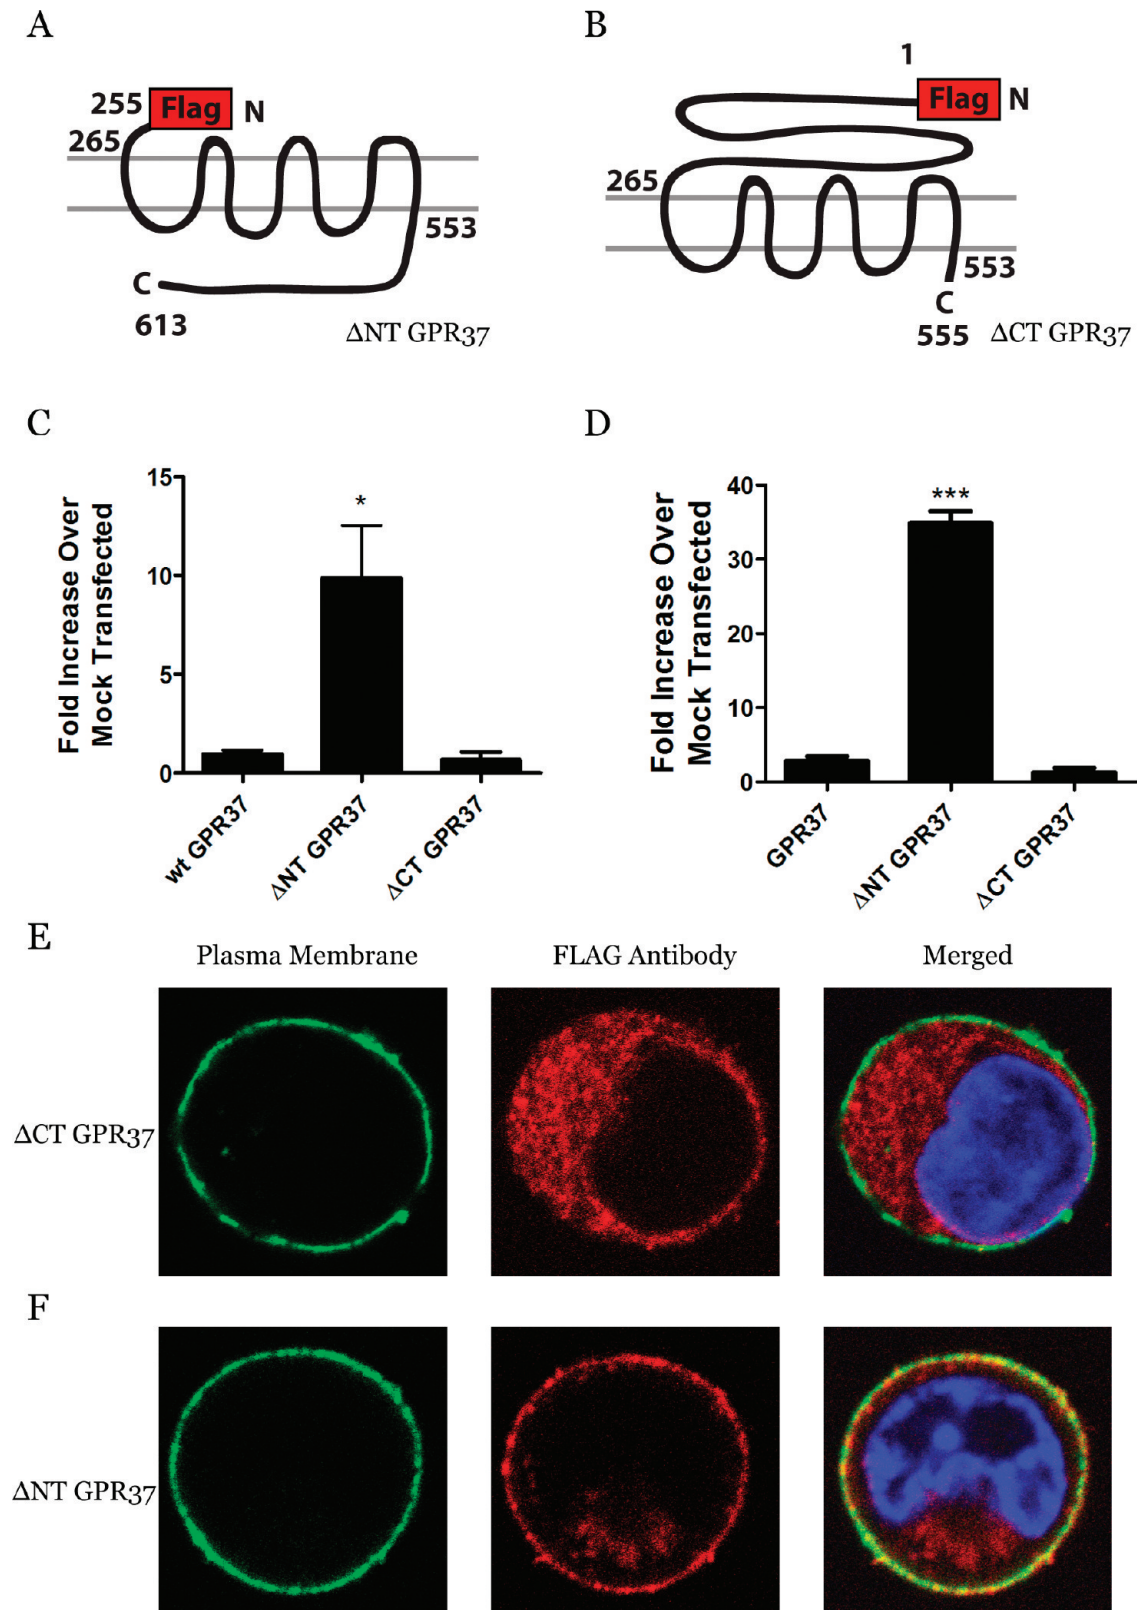 A
255 Flag N
265
553
C
613
ΔNT GPR37
B
1
Flag N
265
553
C
555
ΔCT GPR37
C
Fold Increase Over
Mock Transfected
15
10
5
0
*
wt GPR37
ΔNT GPR37
ΔCT GPR37
D
Fold Increase Over
Mock Transfected
40
30
20
10
0
***
GPR37
ΔNT GPR37
ΔCT GPR37
E
Plasma Membrane
FLAG Antibody
Merged
ΔCT GPR37
F
ΔNT GPR37